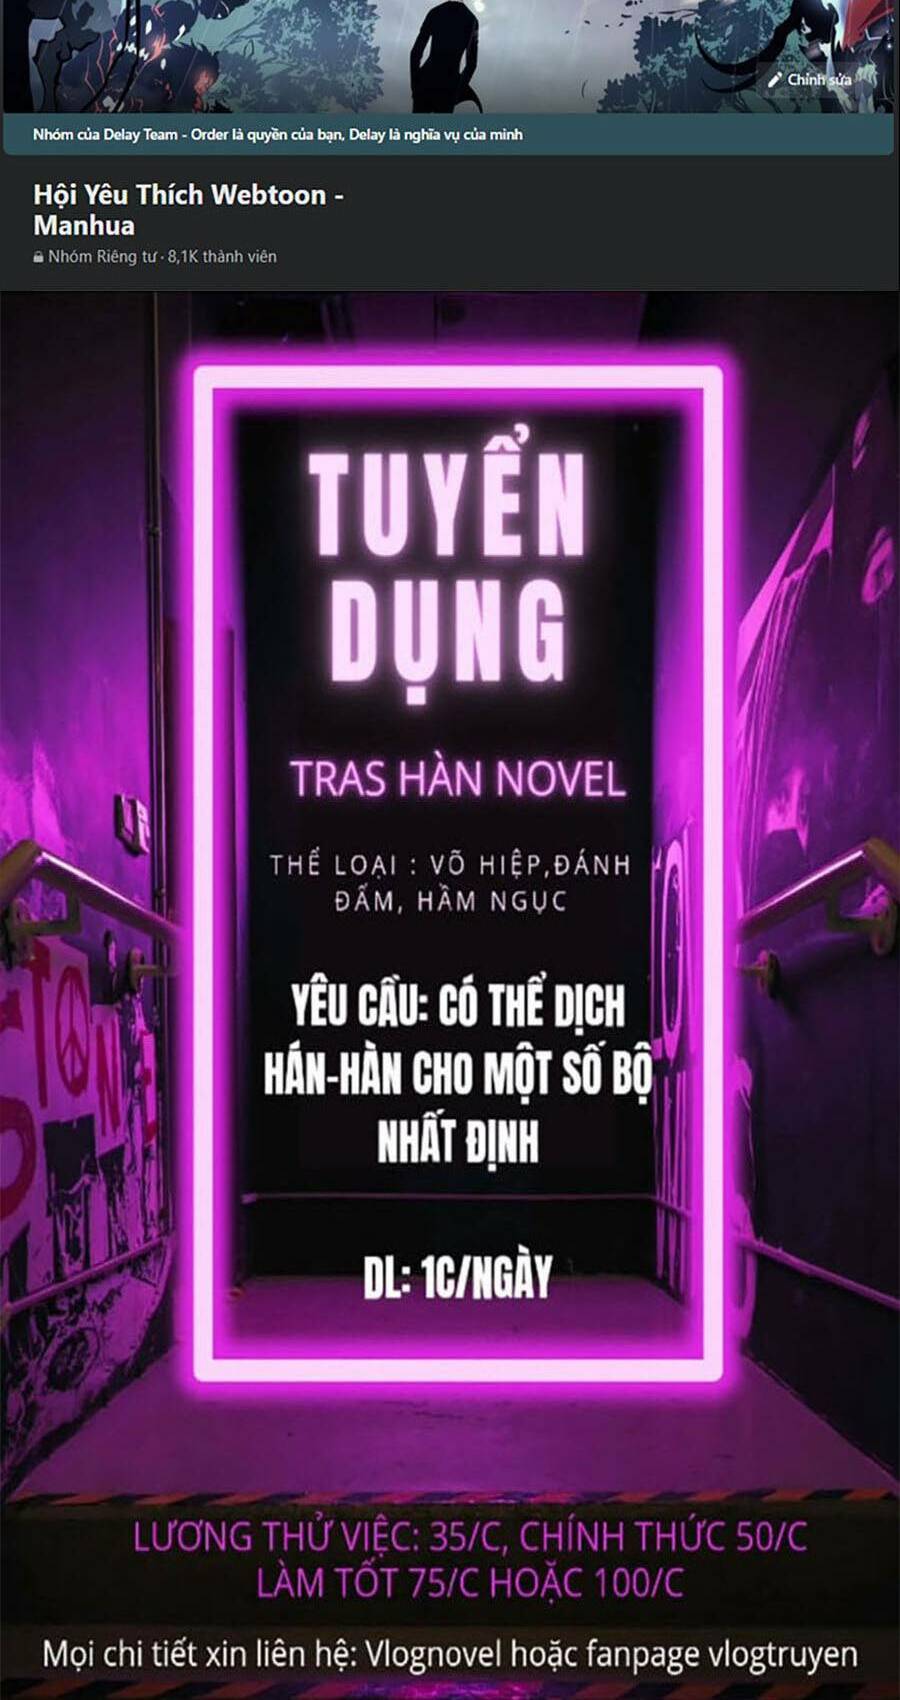 Chỉnh sửa
Nhóm của Delay Team - Order là quyền của bạn, Delay là nghĩa vụ của mình
Hội Yêu Thích Webtoon -
Manhua
Nhóm Riêng tư · 8,1K thành viên
TUYỂN
DỤNG
TRAS HÀN NOVEL
THỂ LOẠI : VÕ HIỆP,ĐÁNH
ĐẤM, HẦM NGỤC
YÊU CẦU: CÓ THỂ DỊCH
HÁN-HÀN CHO MỘT SỐ BỘ
NHẤT ĐỊNH
DL: 1C/NGÀY
LƯƠNG THỬ VIỆC: 35/C, CHÍNH THỨC 50/C
LÀM TỐT 75/C HOẶC 100/C
Mọi chi tiết xin liên hệ: Vlognovel hoặc fanpage vlogtruyen